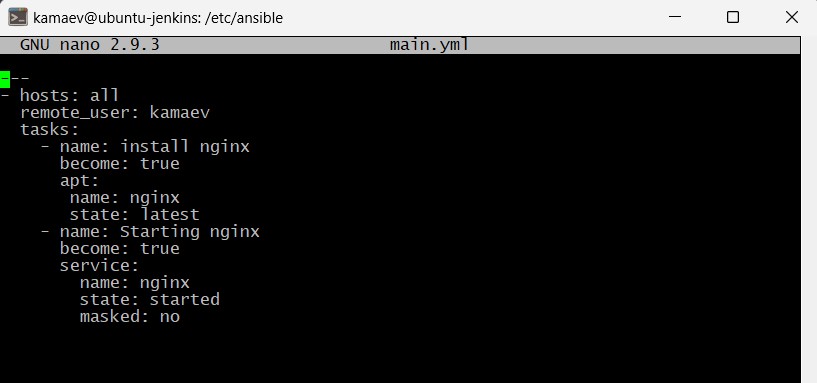 kamaev@ubuntu-jenkins: /etc/ansible
GNU nano 2.9.3 main.yml
---
- hosts: all
  remote_user: kamaev
  tasks:
    - name: install nginx
      become: true
      apt:
       name: nginx
       state: latest
    - name: Starting nginx
      become: true
      service:
        name: nginx
        state: started
        masked: no